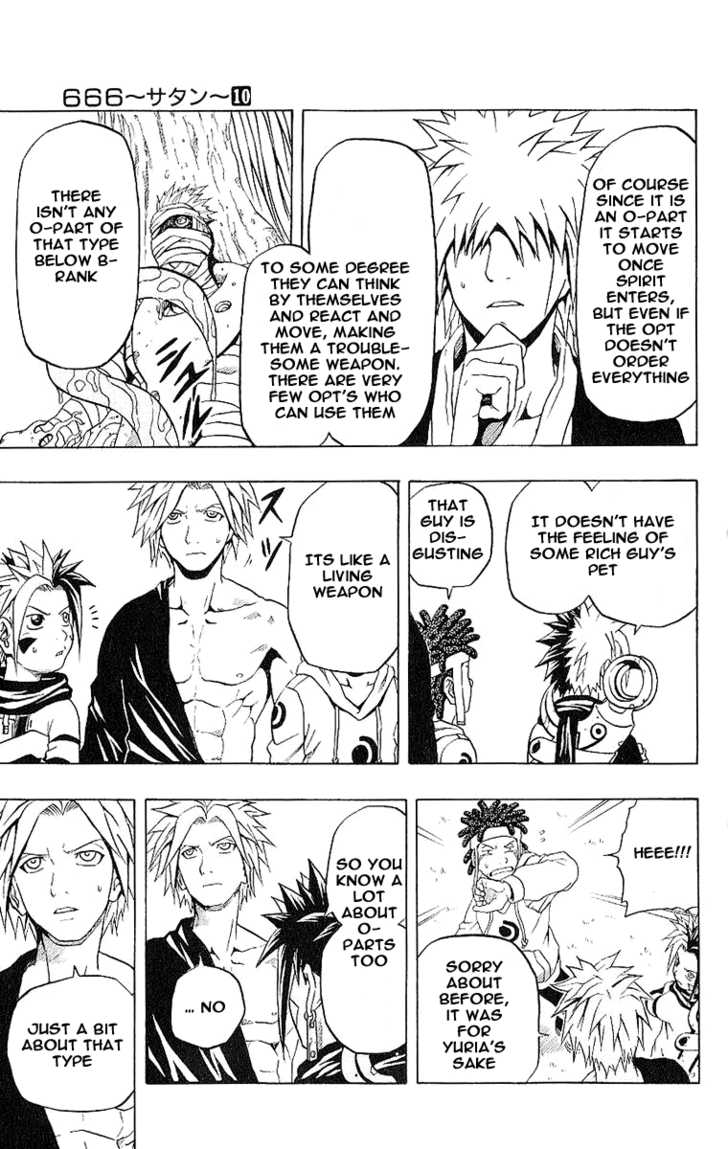 666～サタン～10
OF COURSE
SINCE IT IS
AN O-PART
IT STARTS
TO MOVE
ONCE
SPIRIT
ENTERS,
BUT EVEN IF
THE OPT
DOESN'T
ORDER
EVERYTHING
TO SOME DEGREE
THEY CAN THINK
BY THEMSELVES
AND REACT AND
MOVE, MAKING
THEM A TROUBLE-
SOME WEAPON.
THERE ARE VERY
FEW OPT'S WHO
CAN USE THEM
THERE
ISN'T ANY
O-PART OF
THAT TYPE
BELOW B-
RANK
IT DOESN'T HAVE
THE FEELING OF
SOME RICH GUY'S
PET
THAT
GUY IS
DIS-
GUSTING
ITS LIKE A
LIVING
WEAPON
HEEE!!!
SORRY
ABOUT
BEFORE,
IT WAS
FOR
YURIA'S
SAKE
SO YOU
KNOW A
LOT
ABOUT
O-
PARTS
TOO
... NO
JUST A BIT
ABOUT THAT
TYPE